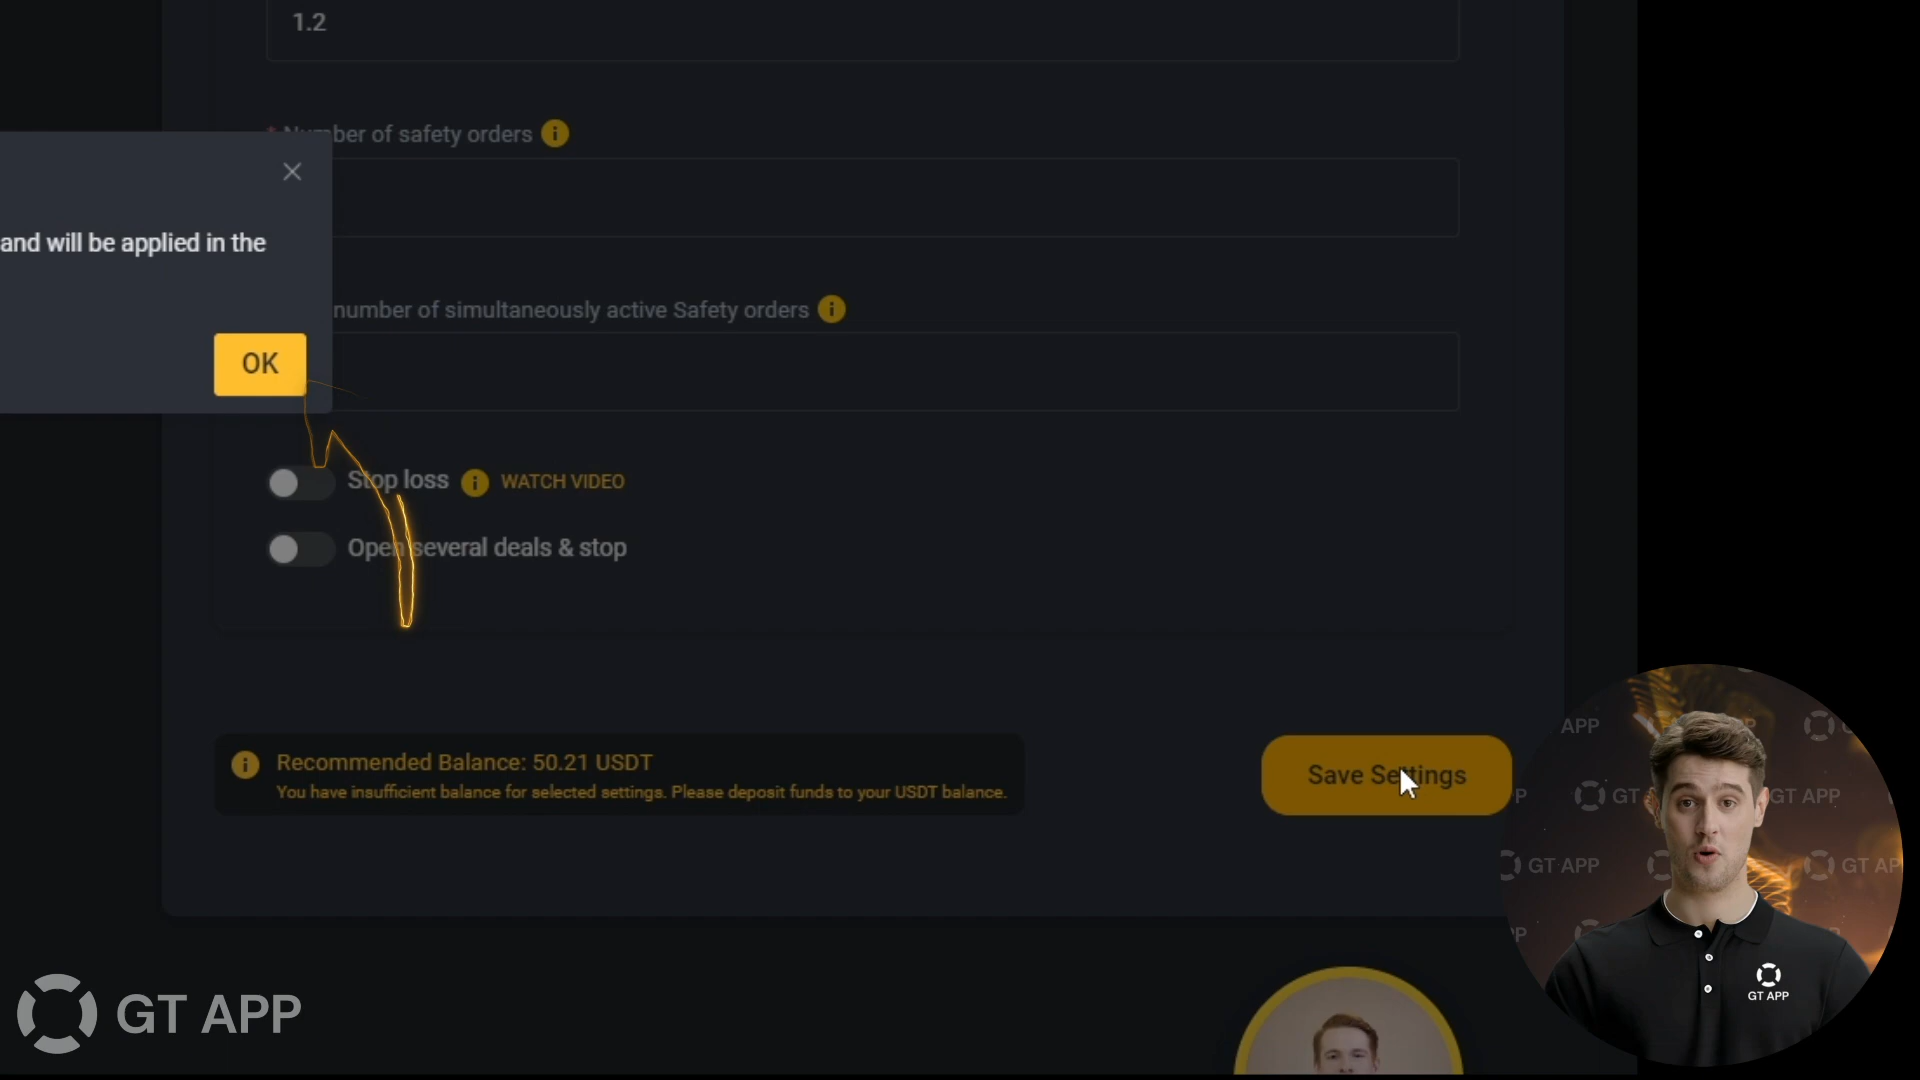 1.2
* Number of safety orders
and will be applied in the
number of simultaneously active Safety orders
OK
Stop loss
WATCH VIDEO
Open several deals & stop
Recommended Balance: 50.21 USDT
You have insufficient balance for selected settings. Please deposit funds to your USDT balance.
Save Settings
APP
GT APP
GT APP
GT APP
GT APP
GT APP